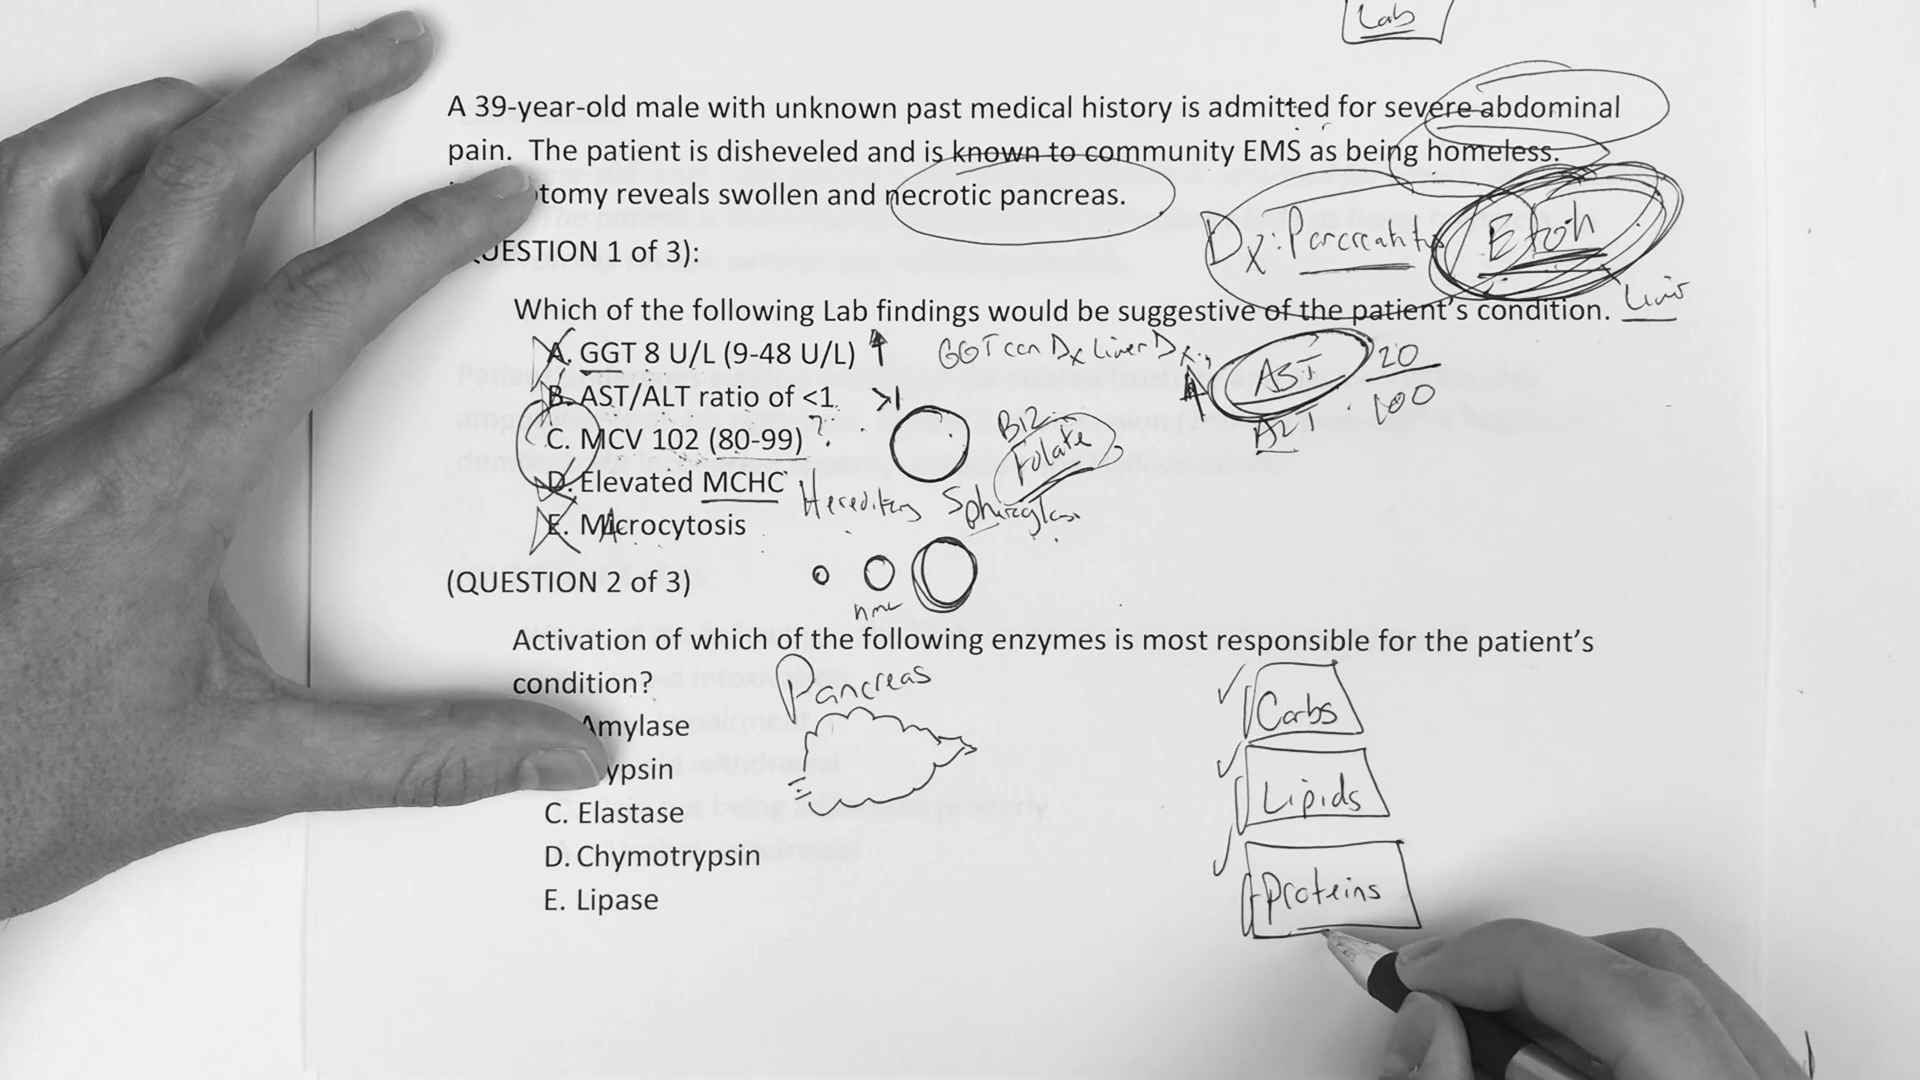 Lab
A 39-year-old male with unknown past medical history is admitted for severe abdominal
pain. The patient is disheveled and is known to community EMS as being homeless.
tomy reveals swollen and necrotic pancreas.
Dx: Pancreatitis Etoh
UESTION 1 of 3):
Which of the following Lab findings would be suggestive of the patient's condition.
Liver
A. GGT 8 U/L (9-48 U/L) GGT can Dx Liver Dx. AST 20
B. AST/ALT ratio of <1 >1 ALT 100
C. MCV 102 (80-99) ? B12 Folate
D. Elevated MCHC Hereditary
E. MAcrocytosis
(QUESTION 2 of 3)
Activation of which of the following enzymes is most responsible for the patient's
condition? Pancreas
Carbs
Amylase
ypsin
Lipids
C. Elastase
D. Chymotrypsin
E. Lipase
Proteins